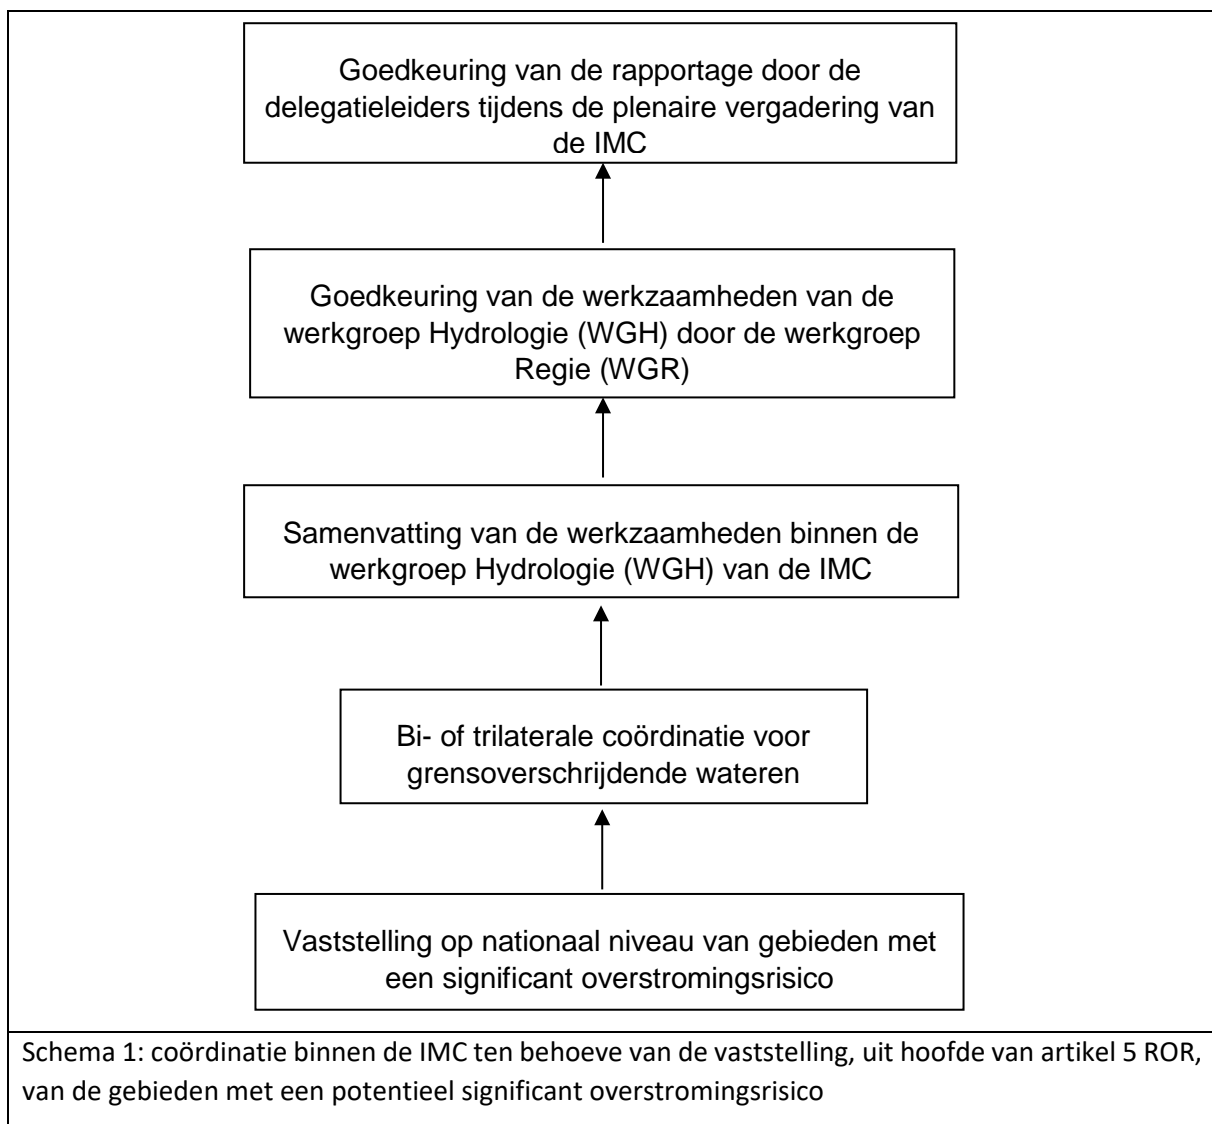 Goedkeuring van de rapportage door de
delegatieleiders tijdens de plenaire vergadering van
de IMC
Goedkeuring van de werkzaamheden van de
werkgroep Hydrologie (WGH) door de werkgroep
Regie (WGR)
Samenvatting van de werkzaamheden binnen de
werkgroep Hydrologie (WGH) van de IMC
Bi- of trilaterale coördinatie voor
grensoverschrijdende wateren
Vaststelling op nationaal niveau van gebieden met
een significant overstromingsrisico
Schema 1: coördinatie binnen de IMC ten behoeve van de vaststelling, uit hoofde van artikel 5 ROR,
van de gebieden met een potentieel significant overstromingsrisico